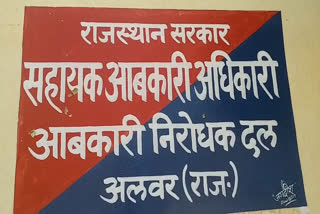 राजस्थान सरकार
सहायक आबकारी अधिकारी
आबकारी निरोधक दल
अलवर (राज॰)